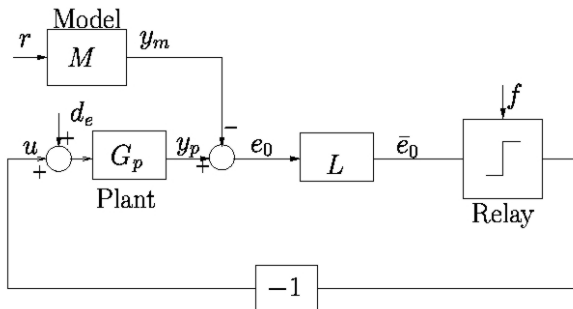 Model
r
M
y_m
d_e
f
−
+
u
+
G_p
y_p
+
e_0
L
ē_0
Plant
Relay
−1